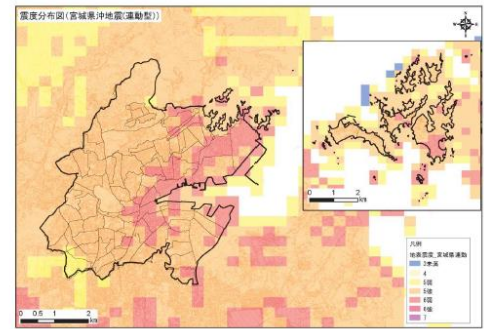 震度分布図(宮城県沖地震(連動型))
0 1 2
km
凡例
地表震度_宮城県連動
3未満
4
5弱
5強
6弱
6強
7
0 0.5 1 2
km